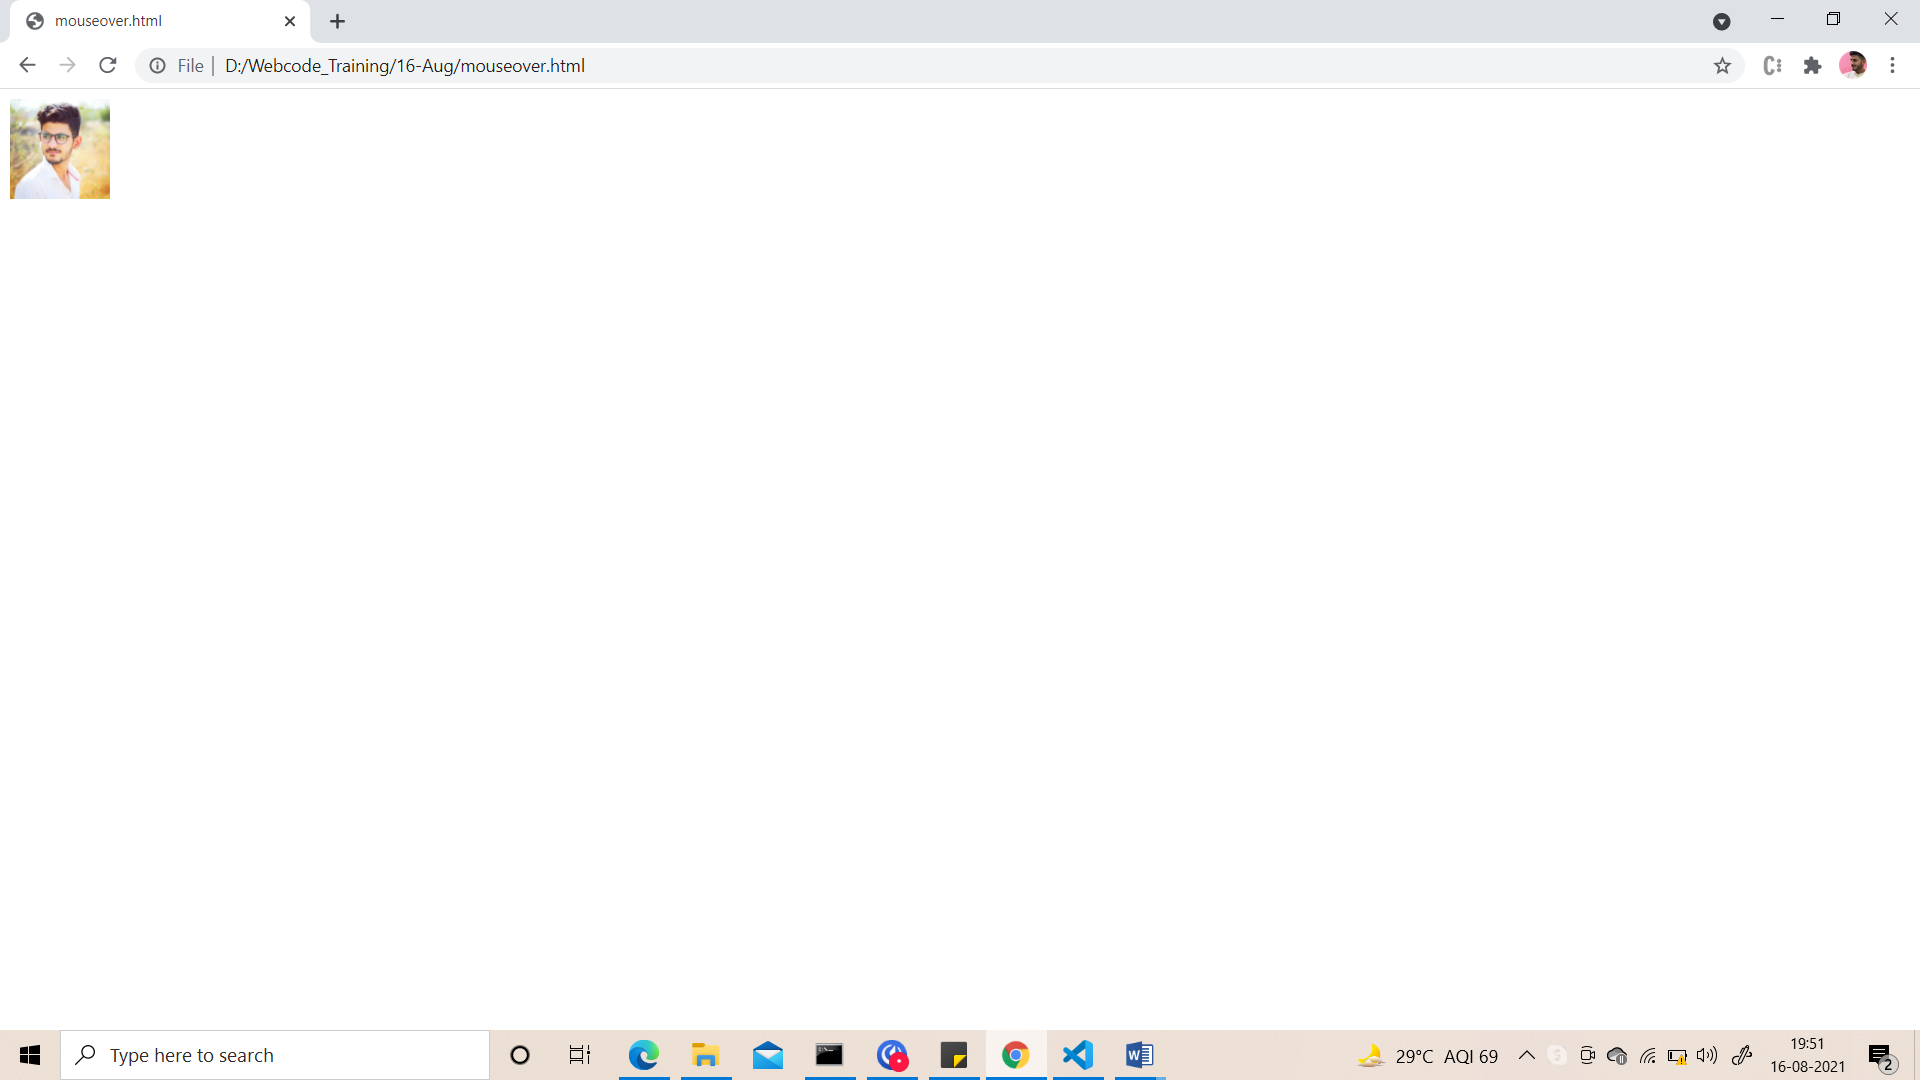 mouseover.html
File | D:/Webcode_Training/16-Aug/mouseover.html
Type here to search
29°C AQI 69
19:51
16-08-2021
2